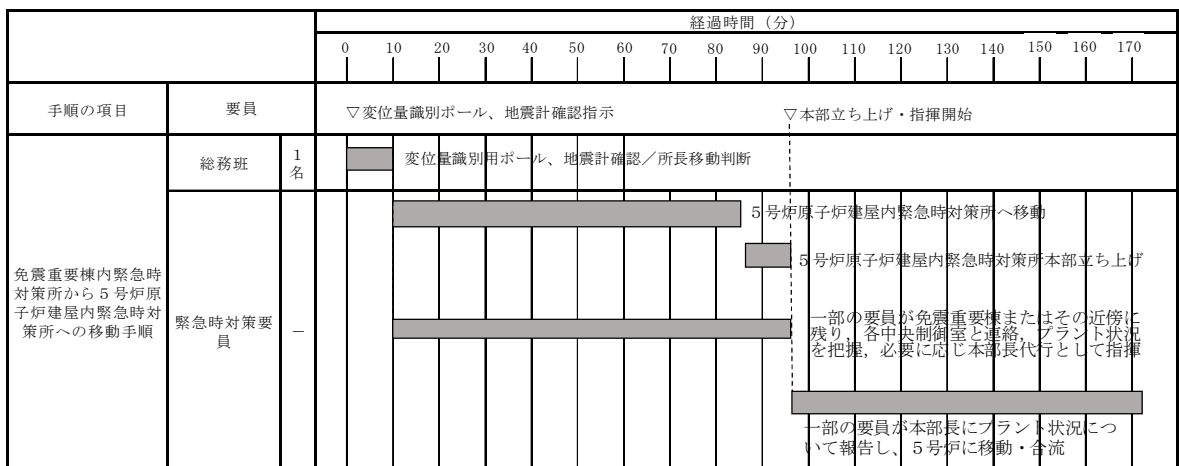 経過時間（分）
0 10 20 30 40 50 60 70 80 90 100 110 120 130 140 150 160 170
手順の項目
要員
▽変位量識別ポール、地震計確認指示
▽本部立ち上げ・指揮開始
総務班
1
名
変位量識別用ポール、地震計確認／所長移動判断
免震重要棟内緊急時
対策所から５号炉原
子炉建屋内緊急時対
策所への移動手順
緊急時対策要
員
－
５号炉原子炉建屋内緊急時対策所へ移動
５号炉原子炉建屋内緊急時対策所本部立ち上げ
一部の要員が免震重要棟またはその近傍に
残り，各中央制御室と連絡，プラント状況
を把握，必要に応じ本部長代行として指揮
一部の要員が本部長にプラント状況につ
いて報告し、５号炉に移動・合流